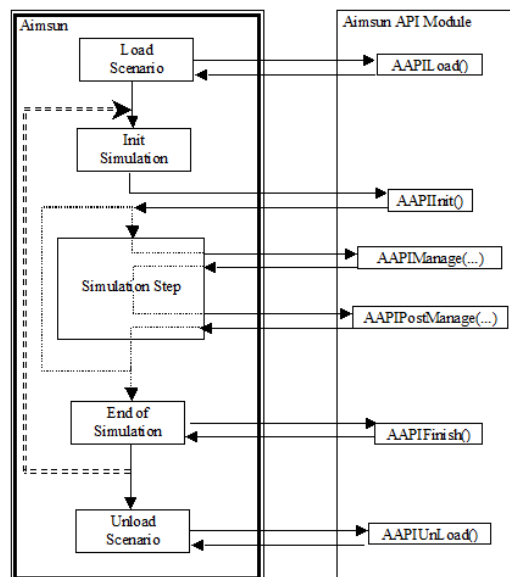 Aimsun
Aimsun API Module
Load
Scenario
AAPILoad()
Init
Simulation
AAPIInit()
AAPIManage(...)
Simulation Step
AAPIPostManage(...)
End of
Simulation
AAPIFinish()
Unload
Scenario
AAPIUnLoad()